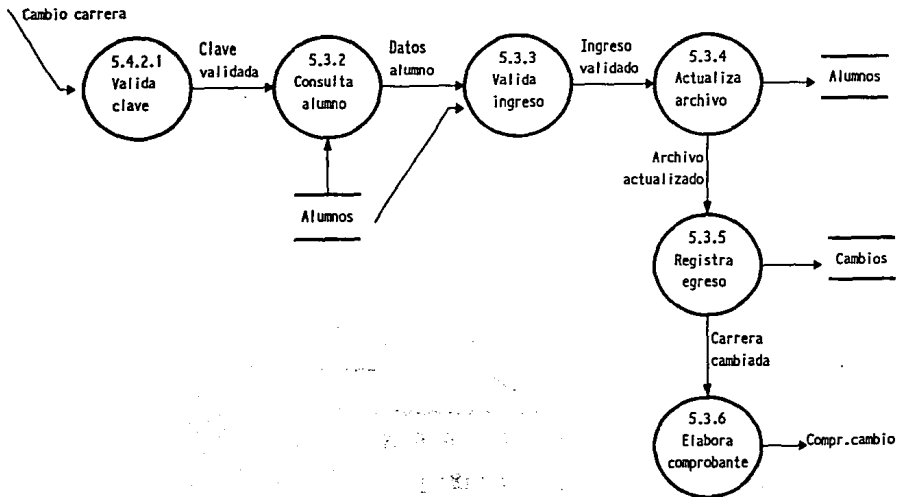 Cambio carrera
5.4.2.1
Valida
clave
Clave
validada
5.3.2
Consulta
alumno
Datos
alumno
5.3.3
Valida
ingreso
Ingreso
validado
5.3.4
Actualiza
archivo
Alumnos
Alumnos
Archivo
actualizado
5.3.5
Registra
egreso
Cambios
Carrera
cambiada
5.3.6
Elabora
comprobante
Compr.cambio